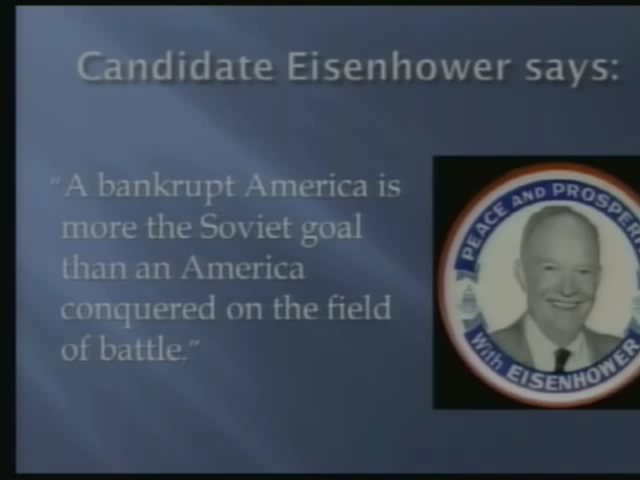 Candidate Eisenhower says:
“A bankrupt America is
more the Soviet goal
than an America
conquered on the field
of battle.”
PEACE AND PROSPERI
With EISENHOWER